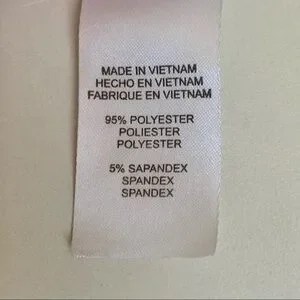 MADE IN VIETNAM
HECHO EN VIETNAM
FABRIQUE EN VIETNAM
95% POLYESTER
POLIESTER
POLYESTER
5% SAPANDEX
SPANDEX
SPANDEX